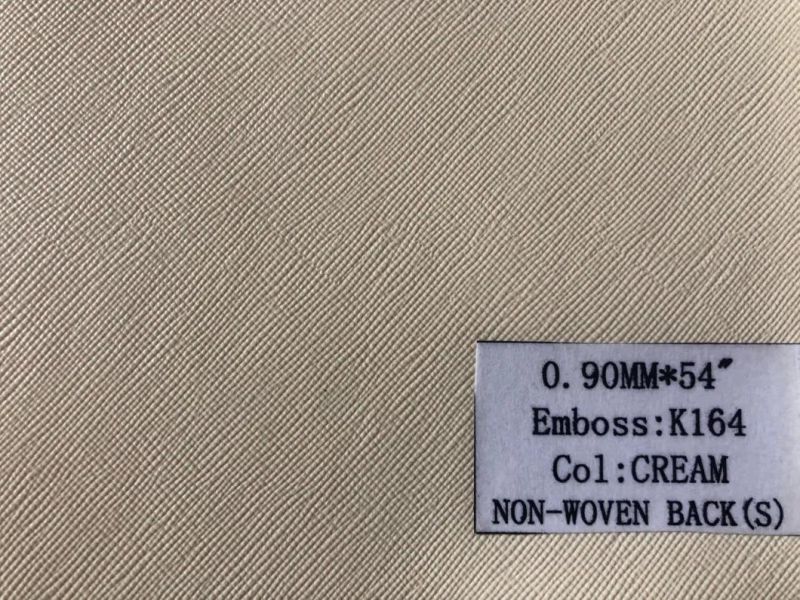 0.90MM*54"
Emboss:K164
Col:CREAM
NON-WOVEN BACK(S)